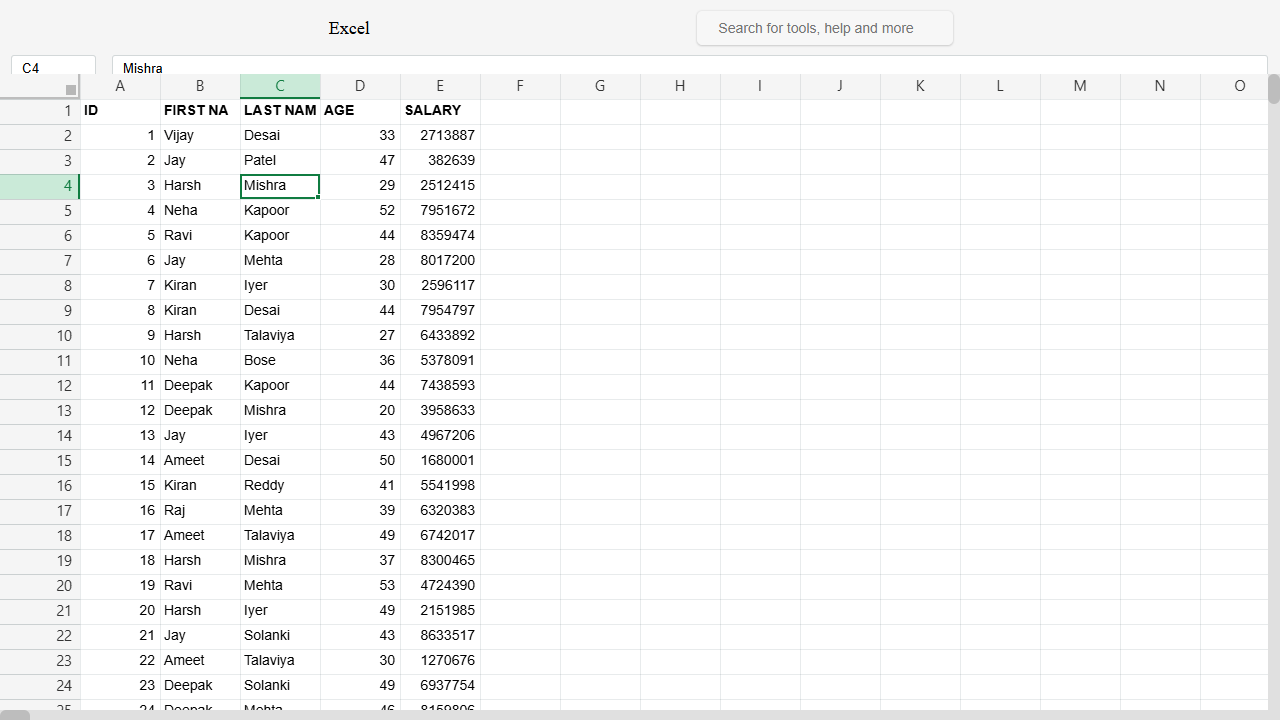 Excel
Search for tools, help and more
C4 Mishra
A B C D E F G H I J K L M N O
1 ID FIRST NA LAST NAM AGE SALARY
2 1 Vijay Desai 33 2713887
3 2 Jay Patel 47 382639
4 3 Harsh Mishra 29 2512415
5 4 Neha Kapoor 52 7951672
6 5 Ravi Kapoor 44 8359474
7 6 Jay Mehta 28 8017200
8 7 Kiran Iyer 30 2596117
9 8 Kiran Desai 44 7954797
10 9 Harsh Talaviya 27 6433892
11 10 Neha Bose 36 5378091
12 11 Deepak Kapoor 44 7438593
13 12 Deepak Mishra 20 3958633
14 13 Jay Iyer 43 4967206
15 14 Ameet Desai 50 1680001
16 15 Kiran Reddy 41 5541998
17 16 Raj Mehta 39 6320383
18 17 Ameet Talaviya 49 6742017
19 18 Harsh Mishra 37 8300465
20 19 Ravi Mehta 53 4724390
21 20 Harsh Iyer 49 2151985
22 21 Jay Solanki 43 8633517
23 22 Ameet Talaviya 30 1270676
24 23 Deepak Solanki 49 6937754
25 24 Deepak Mehta 46 8159806